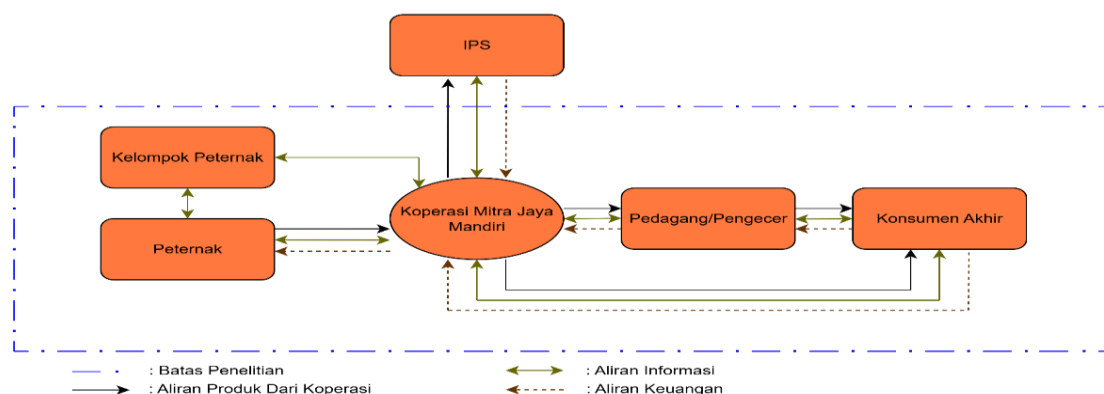 IPS
Kelompok Peternak
Koperasi Mitra Jaya
Mandiri
Pedagang/Pengecer
Konsumen Akhir
Peternak
: Batas Penelitian
: Aliran Informasi
: Aliran Produk Dari Koperasi
: Aliran Keuangan